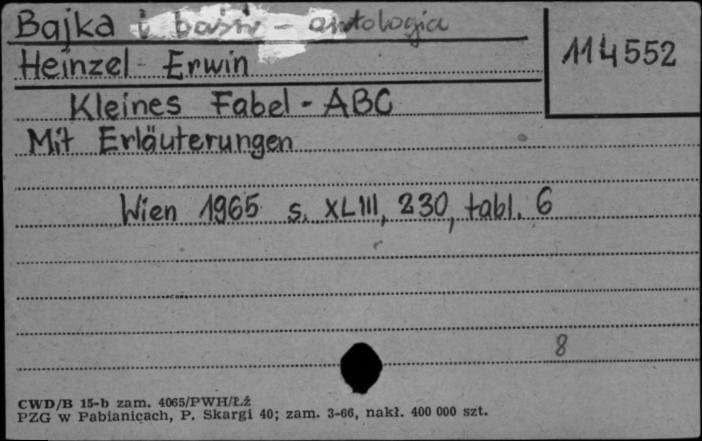 Bajka i baśń - antologia
114552
Heinzel Erwin
Kleines Fabel-ABC
Mit Erläuterungen
Wien 1965 s. XLIII, 230, tabl. 6
8
CWD/B 15-b zam. 4065/PWH/Łź
PZG w Pabianicach, P. Skargi 40; zam. 3-66, nakł. 400 000 szt.